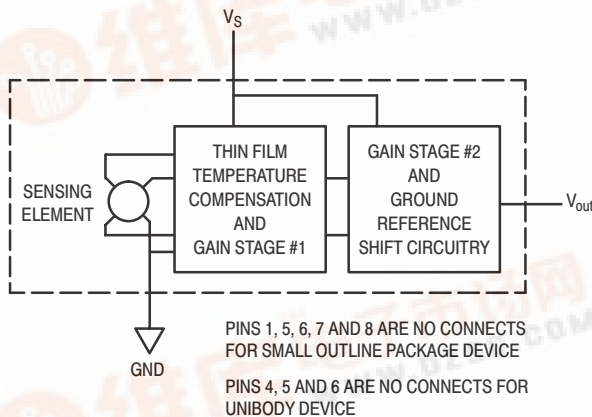 V_S
THIN FILM
TEMPERATURE
COMPENSATION
AND
GAIN STAGE #1
GAIN STAGE #2
AND
GROUND
REFERENCE
SHIFT CIRCUITRY
SENSING
ELEMENT
V_out
GND
PINS 1, 5, 6, 7 AND 8 ARE NO CONNECTS
FOR SMALL OUTLINE PACKAGE DEVICE
PINS 4, 5 AND 6 ARE NO CONNECTS FOR
UNIBODY DEVICE